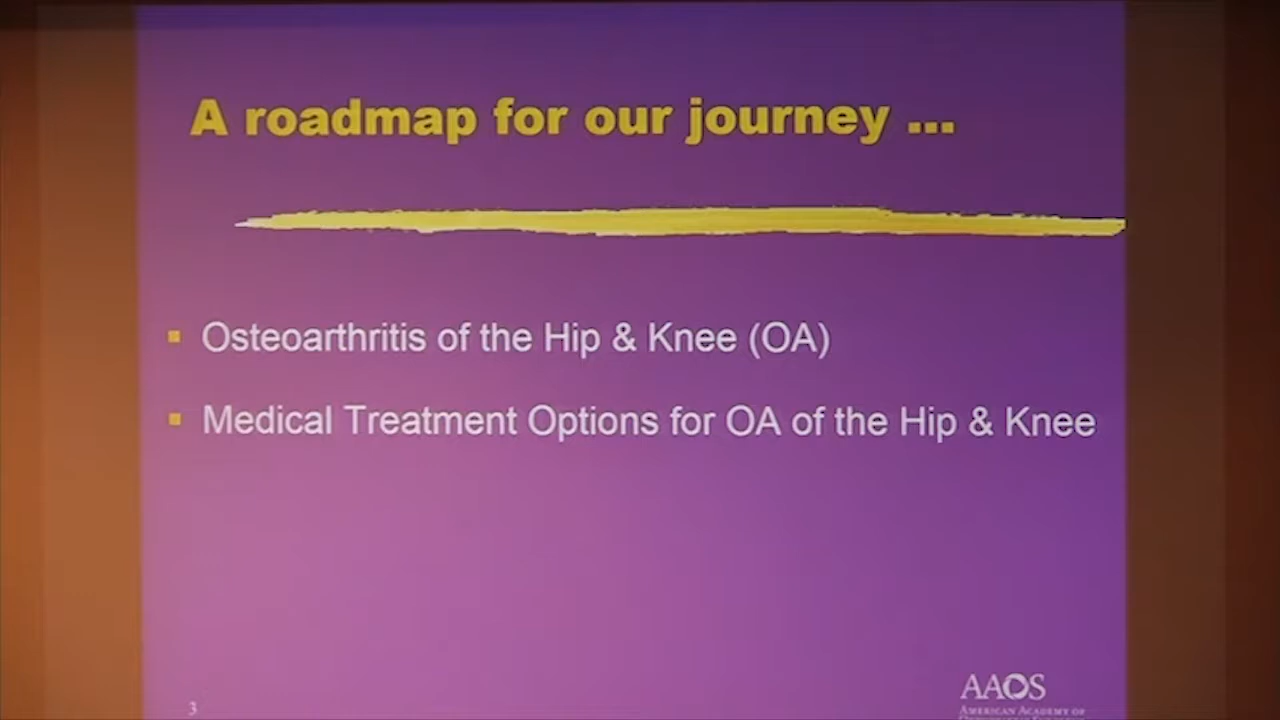 A roadmap for our journey ...
▪ Osteoarthritis of the Hip & Knee (OA)
▪ Medical Treatment Options for OA of the Hip & Knee
3
AAOS
AMERICAN ACADEMY OF